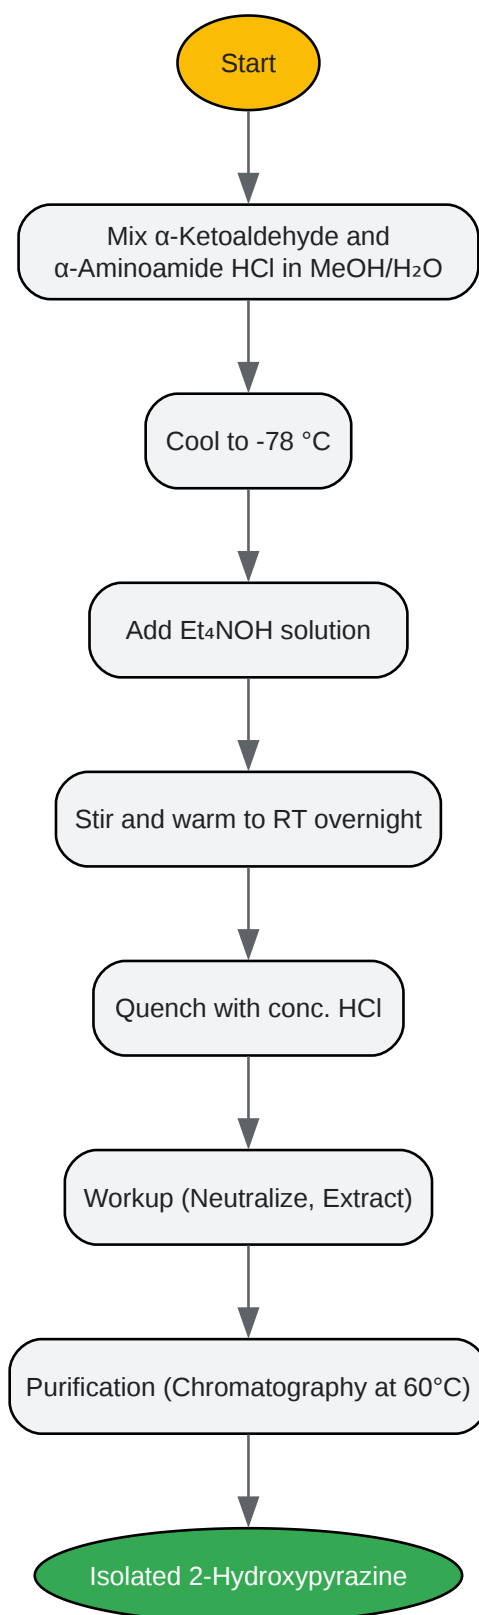 Start
Mix α-Ketoaldehyde and
α-Aminoamide HCl in MeOH/H₂O
Cool to -78 °C
Add Et₄NOH solution
Stir and warm to RT overnight
Quench with conc. HCl
Workup (Neutralize, Extract)
Purification (Chromatography at 60°C)
Isolated 2-Hydroxypyrazine